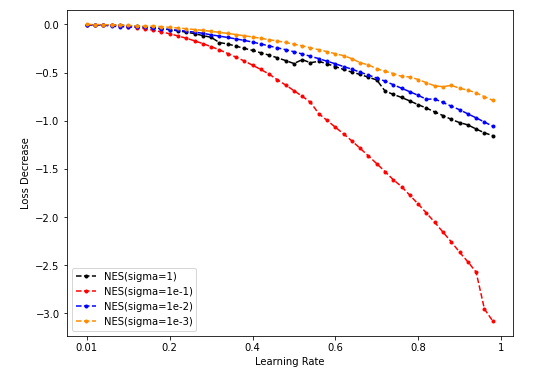 0.0
−0.5
−1.0
−1.5
−2.0
−2.5
−3.0
Loss Decrease
NES(sigma=1)
NES(sigma=1e-1)
NES(sigma=1e-2)
NES(sigma=1e-3)
0.01 0.2 0.4 0.6 0.8 1
Learning Rate